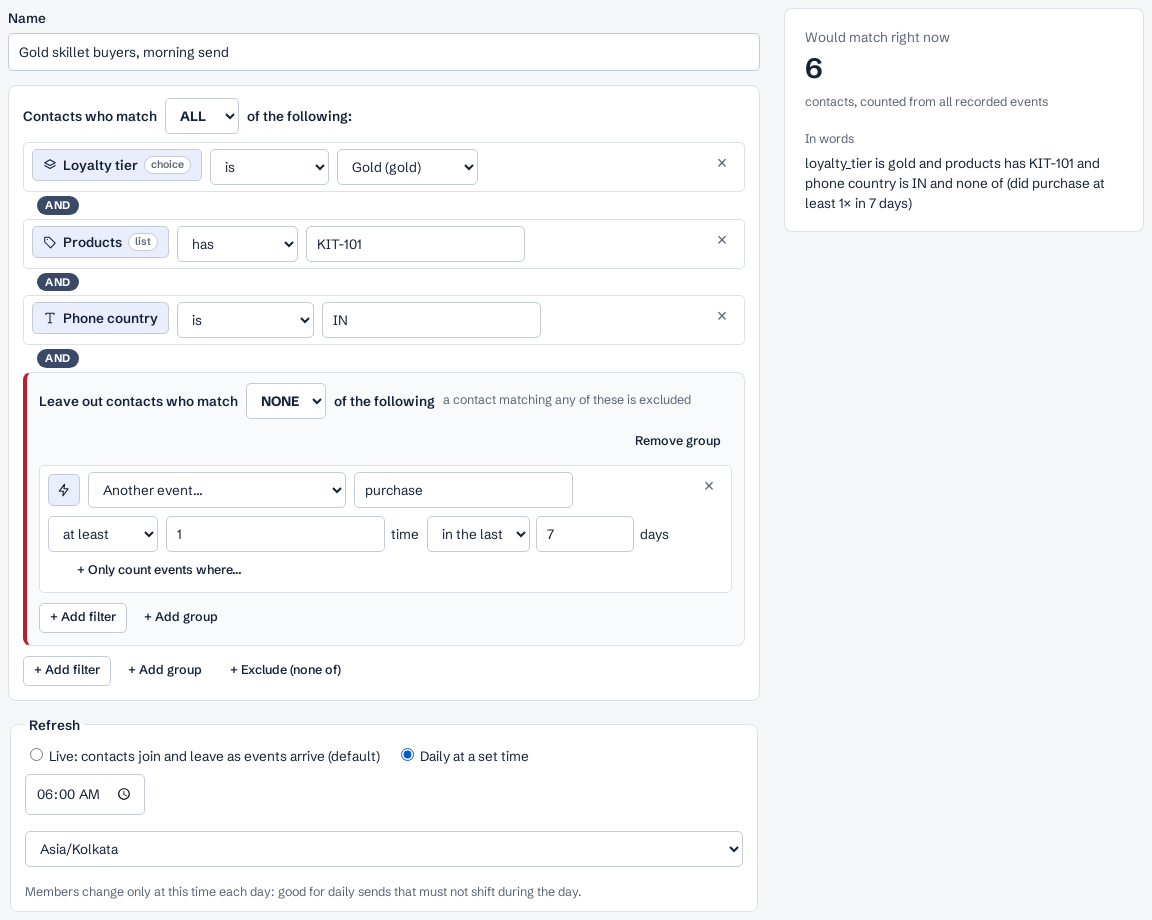 Name
Gold skillet buyers, morning send
Contacts who match ALL of the following:
Loyalty tier choice is Gold (gold) ×
AND
Products list has KIT-101 ×
AND
Phone country is IN ×
AND
Leave out contacts who match NONE of the following a contact matching any of these is excluded
Remove group
Another event... purchase ×
at least 1 time in the last 7 days
+ Only count events where...
+ Add filter + Add group
+ Add filter + Add group + Exclude (none of)
Refresh
Live: contacts join and leave as events arrive (default) Daily at a set time
06:00 AM
Asia/Kolkata
Members change only at this time each day: good for daily sends that must not shift during the day.
Would match right now
6
contacts, counted from all recorded events
In words
loyalty_tier is gold and products has KIT-101 and
phone country is IN and none of (did purchase at
least 1× in 7 days)